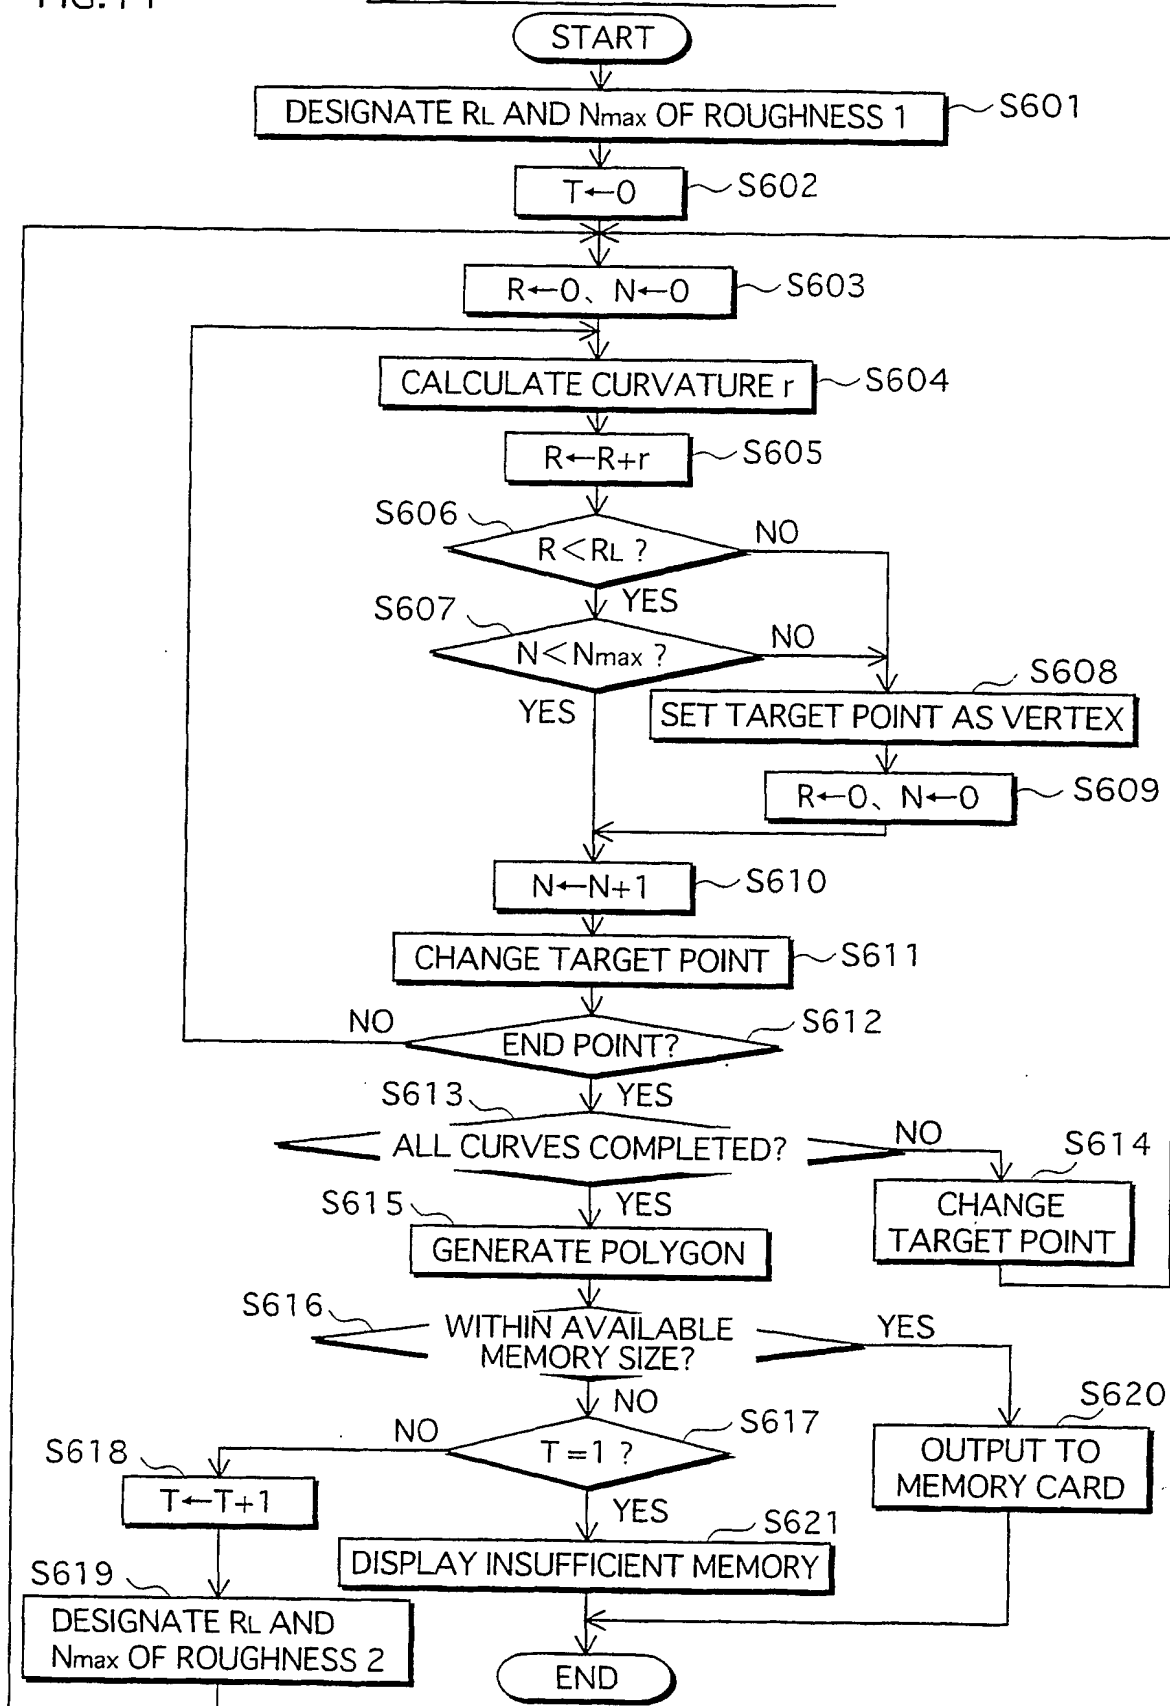 START
DESIGNATE RL AND Nmax OF ROUGHNESS 1
S601
T←0
S602
R←0、N←0
S603
CALCULATE CURVATURE r
S604
R←R+r
S605
S606
R<RL ?
NO
YES
S607
N<Nmax ?
NO
YES
S608
SET TARGET POINT AS VERTEX
R←0、N←0
S609
N←N+1
S610
CHANGE TARGET POINT
S611
NO
END POINT?
S612
YES
S613
ALL CURVES COMPLETED?
NO
S614
CHANGE
TARGET POINT
YES
S615
GENERATE POLYGON
S616
WITHIN AVAILABLE
MEMORY SIZE?
YES
NO
S617
T=1 ?
NO
S618
T←T+1
S620
OUTPUT TO
MEMORY CARD
YES
S621
DISPLAY INSUFFICIENT MEMORY
S619
DESIGNATE RL AND
Nmax OF ROUGHNESS 2
END